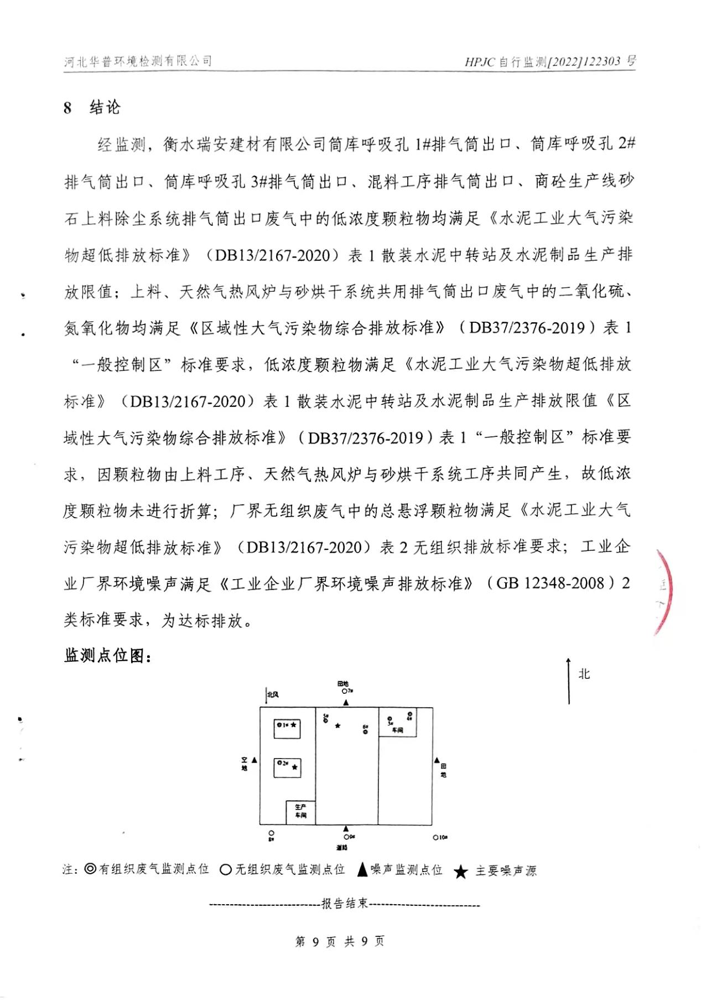 河北华普环境检测有限公司
HPJC 自行监测[2022]122303 号
8 结论
经监测，衡水瑞安建材有限公司筒库呼吸孔 1#排气筒出口、筒库呼吸孔 2#
排气筒出口、筒库呼吸孔 3#排气筒出口、混料工序排气筒出口、商砼生产线砂
石上料除尘系统排气筒出口废气中的低浓度颗粒物均满足《水泥工业大气污染
物超低排放标准》（DB13/2167-2020）表 1 散装水泥中转站及水泥制品生产排
放限值；上料、天然气热风炉与砂烘干系统共用排气筒出口废气中的二氧化硫、
氮氧化物均满足《区域性大气污染物综合排放标准》（DB37/2376-2019）表 1
“一般控制区”标准要求，低浓度颗粒物满足《水泥工业大气污染物超低排放
标准》（DB13/2167-2020）表 1 散装水泥中转站及水泥制品生产排放限值《区
域性大气污染物综合排放标准》（DB37/2376-2019）表 1“一般控制区”标准要
求，因颗粒物由上料工序、天然气热风炉与砂烘干系统工序共同产生，故低浓
度颗粒物未进行折算；厂界无组织废气中的总悬浮颗粒物满足《水泥工业大气
污染物超低排放标准》（DB13/2167-2020）表 2 无组织排放标准要求；工业企
业厂界环境噪声满足《工业企业厂界环境噪声排放标准》（GB 12348-2008）2
类标准要求，为达标排放。
监测点位图：
北
田地
○7#
▲
北风
◎1# ★
5#
◎
★
6#
◎
◎
3#
◎
4#
车间
空地
▲
◎2# ★
▲
田地
生产
车间
○
8#
▲
○9#
道路
○10#
注：◎有组织废气监测点位 ○无组织废气监测点位 ▲噪声监测点位 ★ 主要噪声源
---------------------------报告结束---------------------------
第 9 页 共 9 页